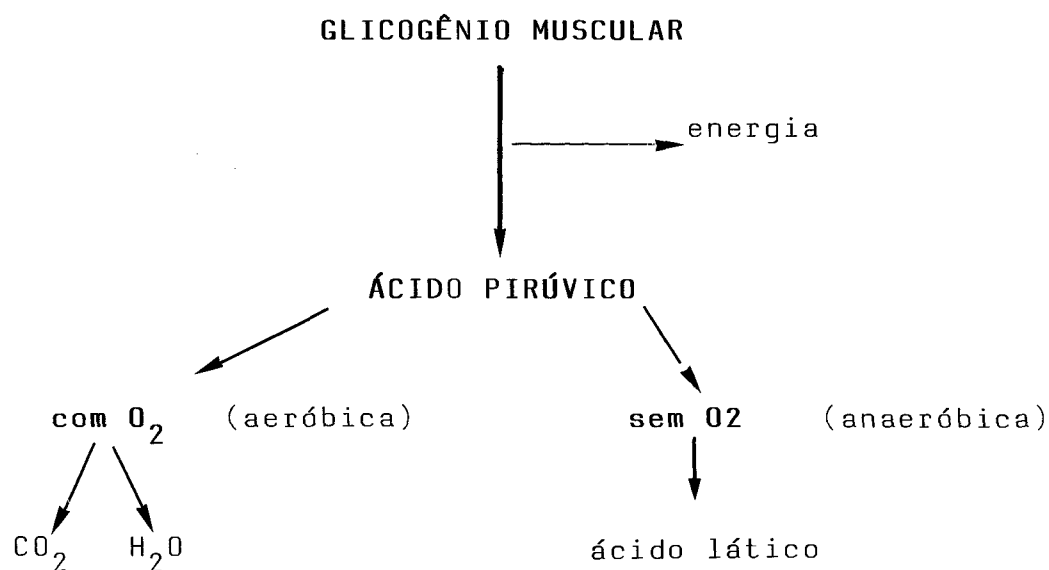 GLICOGÊNIO MUSCULAR
energia
ÁCIDO PIRÚVICO
com O₂ (aeróbica) sem O2 (anaeróbica)
CO₂ H₂O ácido lático